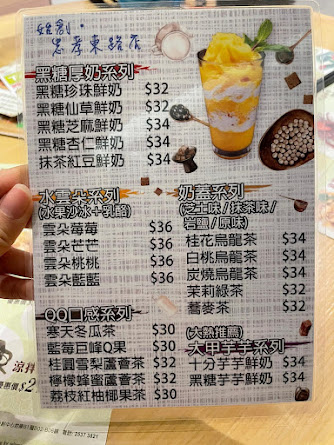 姓創·
忠孝東路店
黑糖厚奶系列
黑糖珍珠鮮奶 $32
黑糖仙草鮮奶 $32
黑糖芝麻鮮奶 $34
黑糖杏仁鮮奶 $34
抹茶紅豆鮮奶 $34
水雲朵系列
(水果沙冰+乳酪)
雲朵莓莓 $36
雲朵芒芒 $36
雲朵桃桃 $36
雲朵藍藍 $36
奶蓋系列
(芝士味/抹茶味/
岩鹽/原味)
桂花烏龍茶 $34
白桃烏龍茶 $34
炭燒烏龍茶 $34
茉莉綠茶 $32
蕎麥茶 $32
QQ口感系列
寒天冬瓜茶 $30
藍莓巨峰Q果 $30
桂圓雪梨蘆薈茶 $30
檸檬蜂蜜蘆薈茶 $30
荔枝紅柚椰果茶 $30
(大熱推薦)
大甲芋芋系列
十分芋芋鮮奶 $34
黑糖芋芋鮮奶 $34